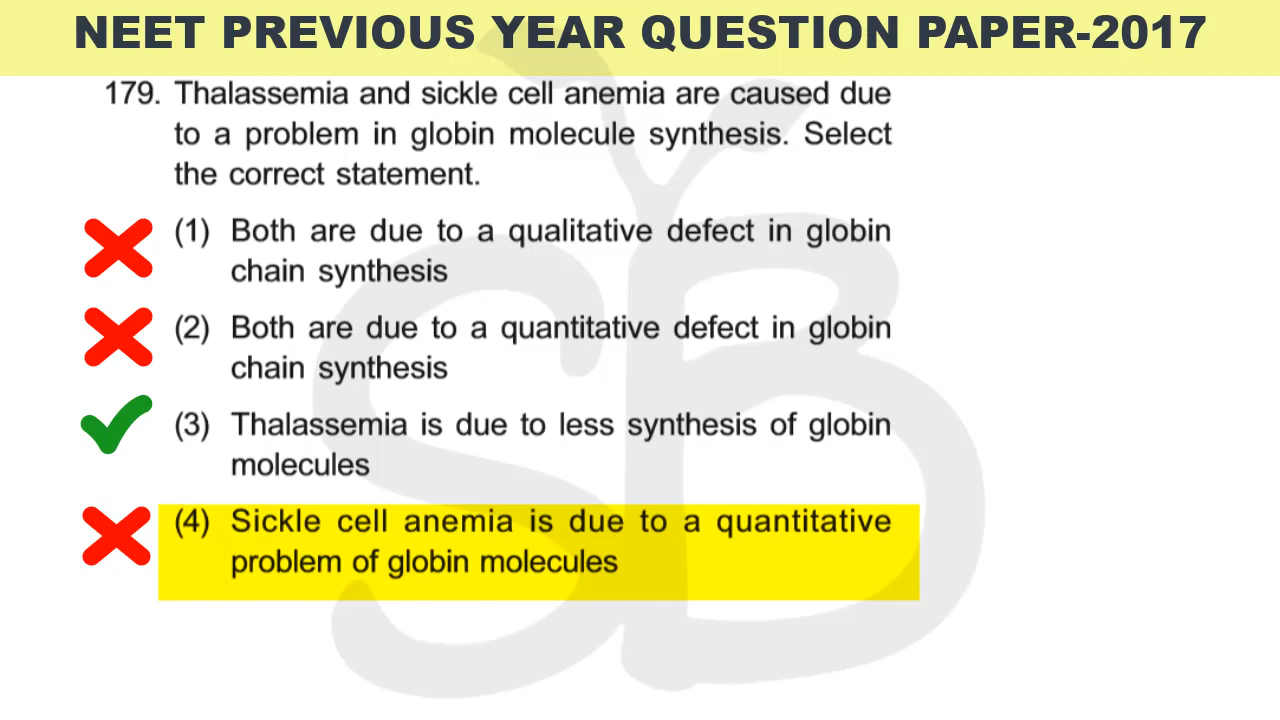 NEET PREVIOUS YEAR QUESTION PAPER-2017
179. Thalassemia and sickle cell anemia are caused due
to a problem in globin molecule synthesis. Select
the correct statement.
(1) Both are due to a qualitative defect in globin
chain synthesis
(2) Both are due to a quantitative defect in globin
chain synthesis
(3) Thalassemia is due to less synthesis of globin
molecules
(4) Sickle cell anemia is due to a quantitative
problem of globin molecules
SB